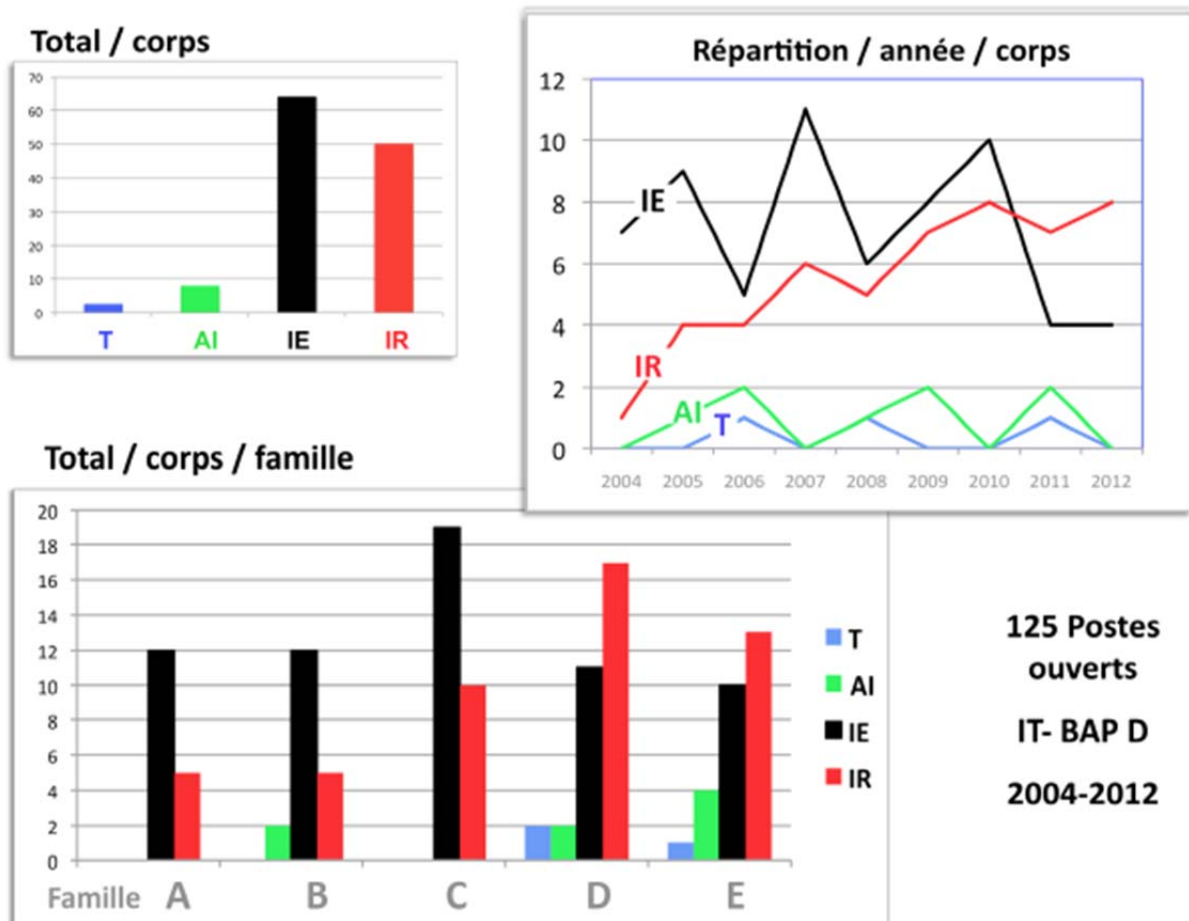 Total / corps
70
60
50
40
30
20
10
0
T AI IE IR
Répartition / année / corps
12
10
8
6
4
2
0
IE
IR
AI
T
2004 2005 2006 2007 2008 2009 2010 2011 2012
Total / corps / famille
20
18
16
14
12
10
8
6
4
2
0
Famille A B C D E
T
AI
IE
IR
125 Postes
ouverts
IT- BAP D
2004-2012